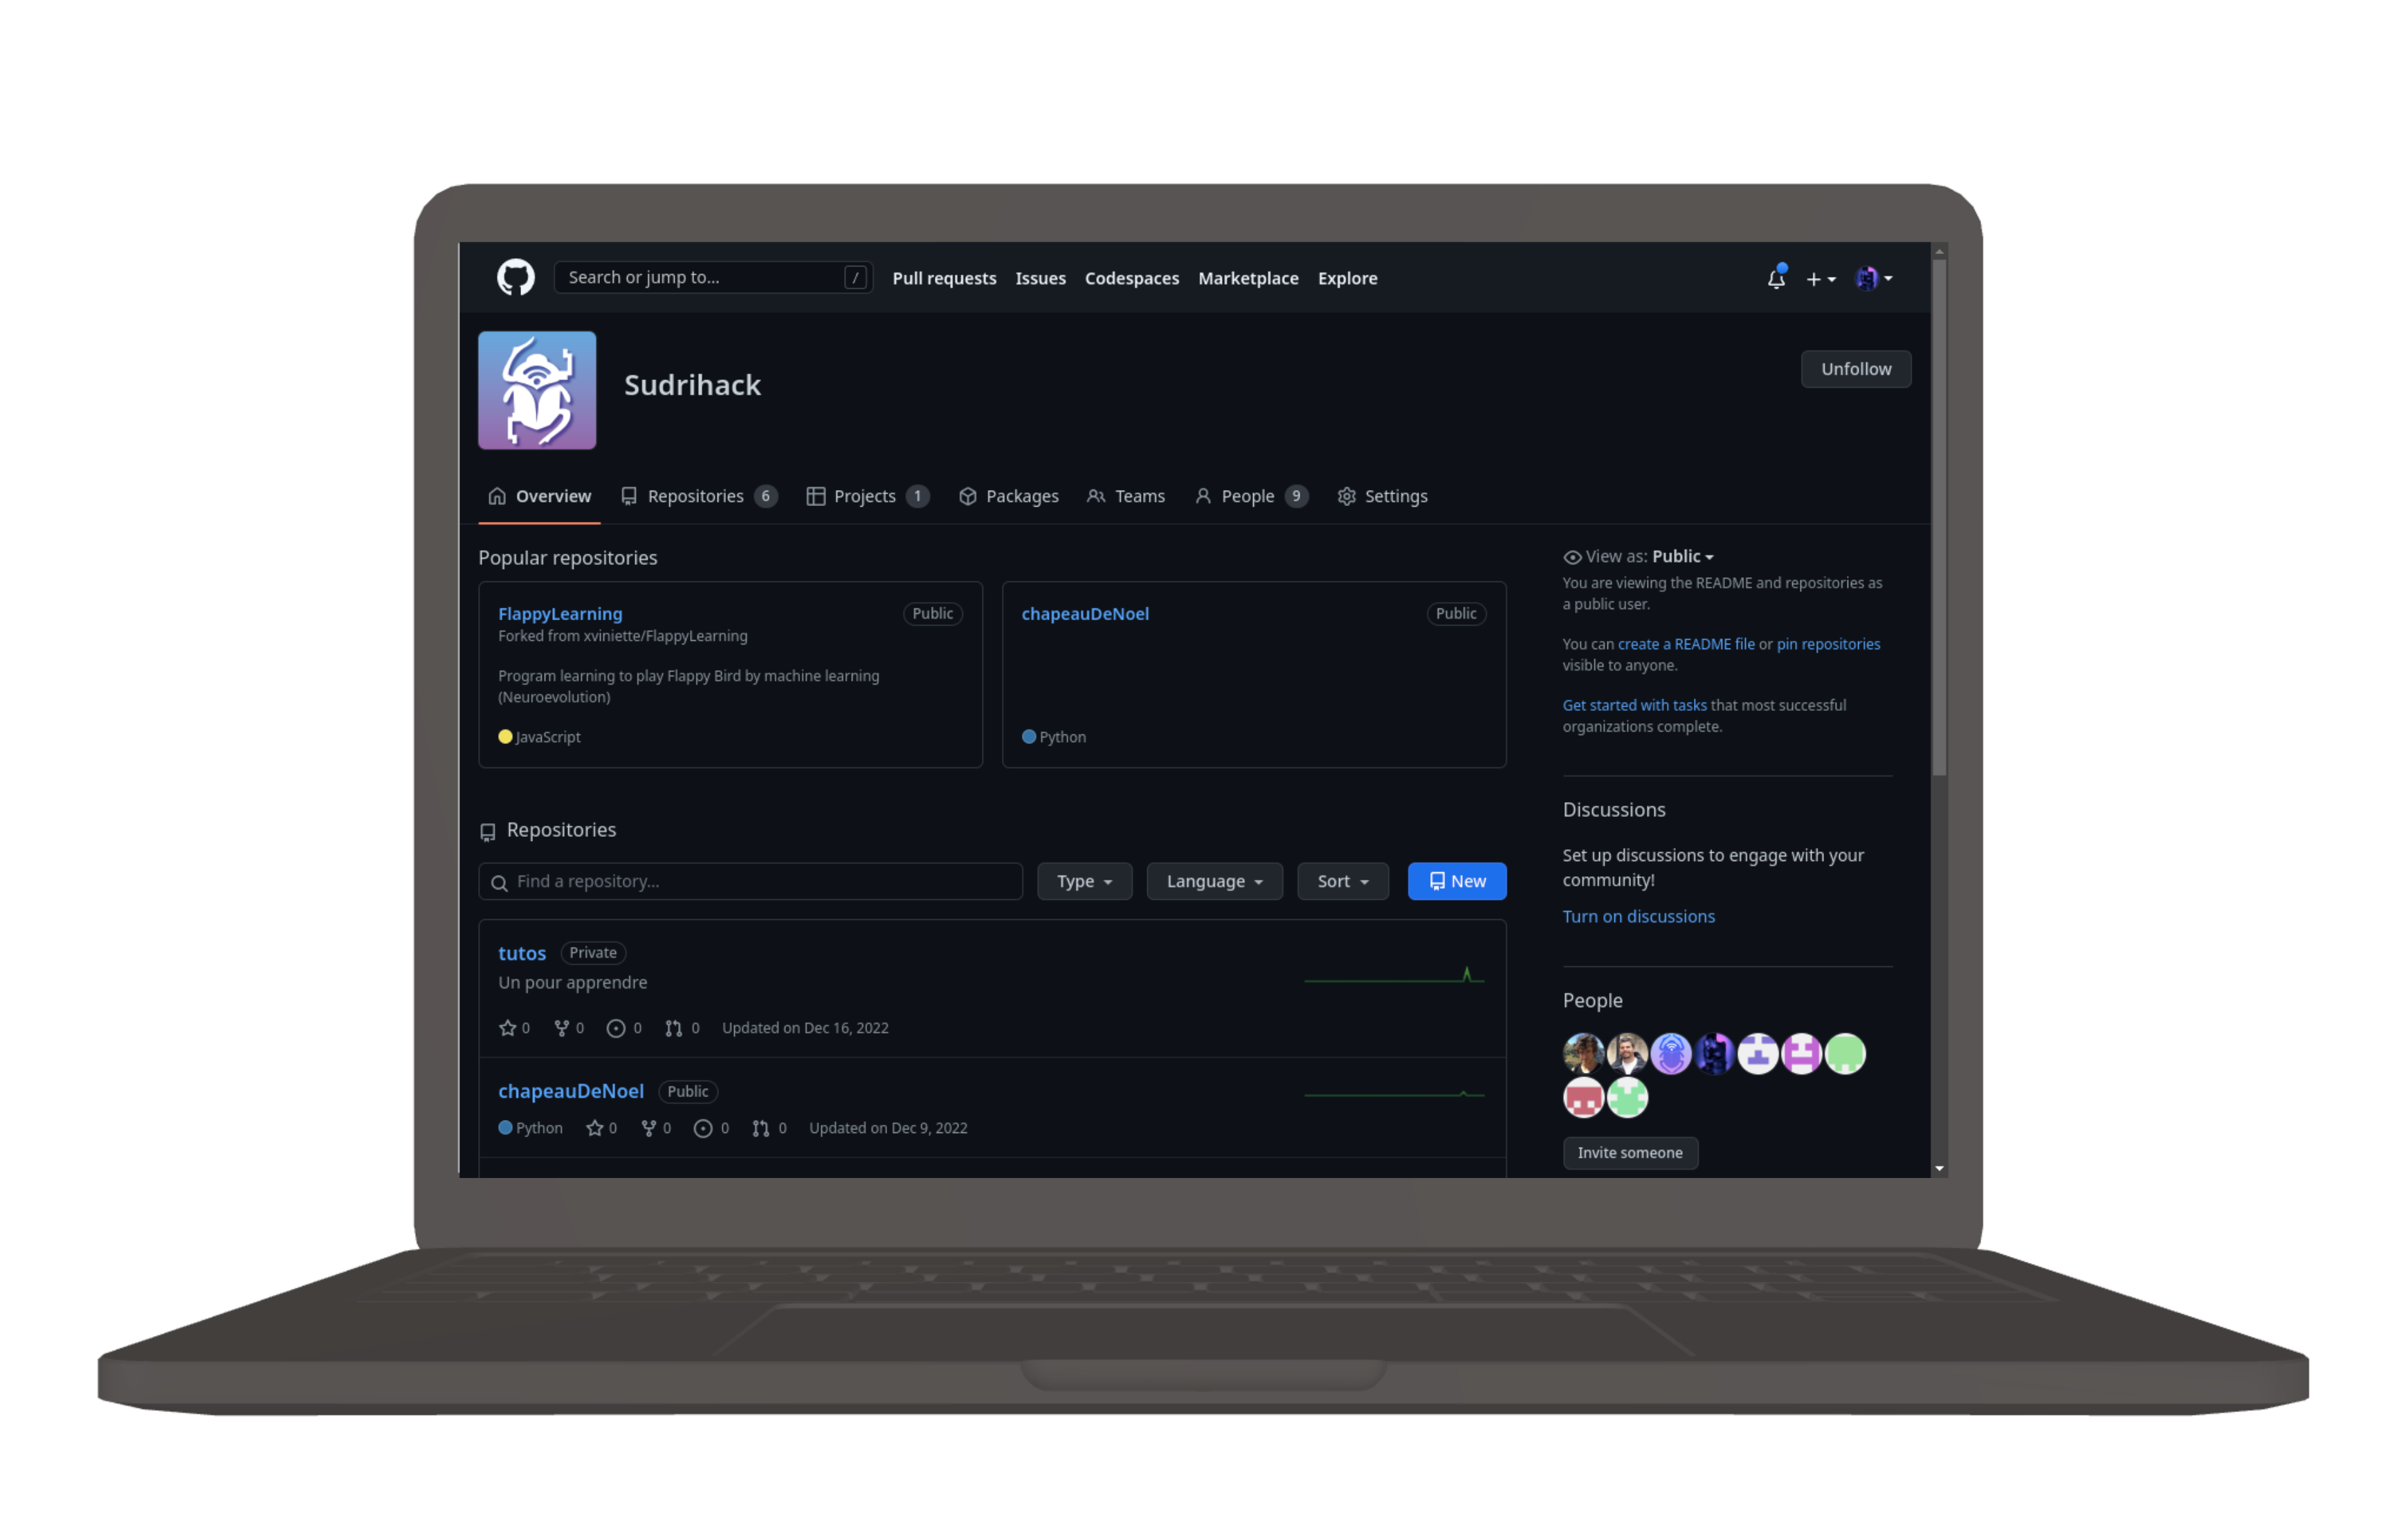 Search or jump to... /
Pull requests Issues Codespaces Marketplace Explore
Sudrihack
Unfollow
Overview Repositories 6 Projects 1 Packages Teams People 9 Settings
Popular repositories
FlappyLearning Public
Forked from xviniette/FlappyLearning
Program learning to play Flappy Bird by machine learning
(Neuroevolution)
JavaScript
chapeauDeNoel Public
Python
Repositories
Find a repository... Type Language Sort New
tutos Private
Un pour apprendre
0 0 0 0 Updated on Dec 16, 2022
chapeauDeNoel Public
Python 0 0 0 0 Updated on Dec 9, 2022
View as: Public
You are viewing the README and repositories as
a public user.
You can create a README file or pin repositories
visible to anyone.
Get started with tasks that most successful
organizations complete.
Discussions
Set up discussions to engage with your
community!
Turn on discussions
People
Invite someone